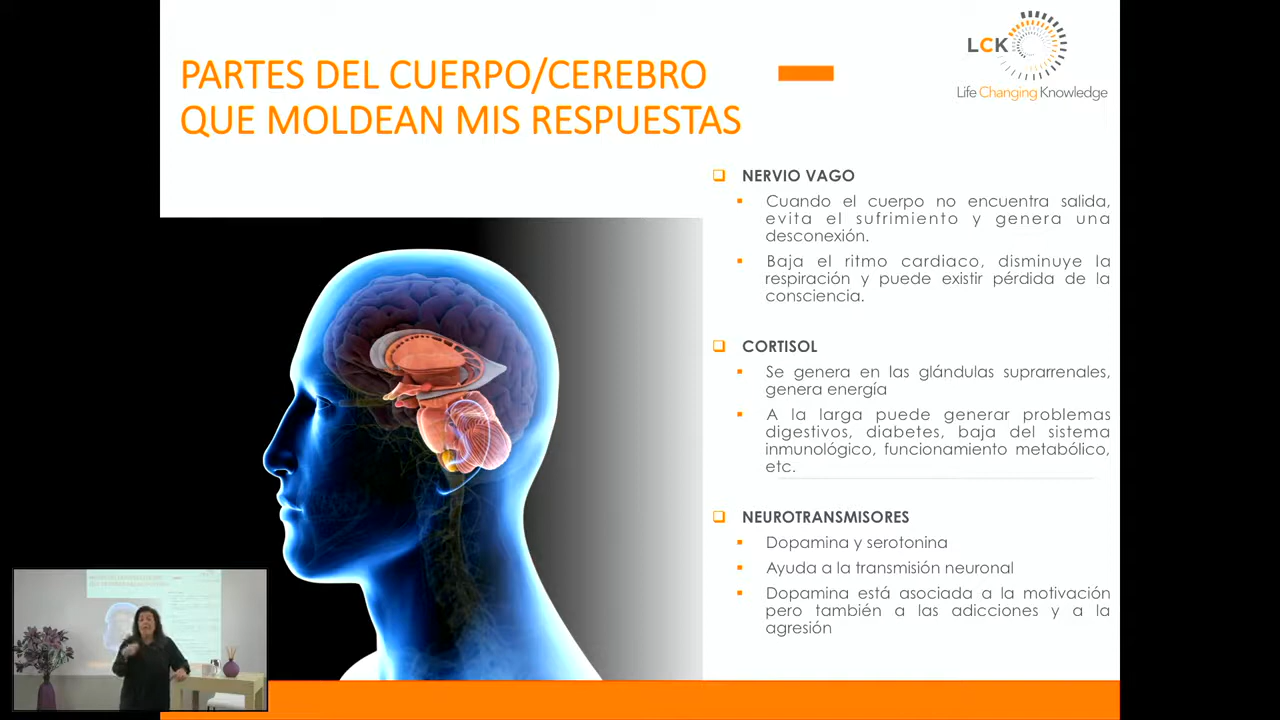 PARTES DEL CUERPO/CEREBRO
QUE MOLDEAN MIS RESPUESTAS
LCK
Life Changing Knowledge
NERVIO VAGO
Cuando el cuerpo no encuentra salida,
evita el sufrimiento y genera una
desconexión.
Baja el ritmo cardiaco, disminuye la
respiración y puede existir pérdida de la
consciencia.
CORTISOL
Se genera en las glándulas suprarrenales,
genera energía
A la larga puede generar problemas
digestivos, diabetes, baja del sistema
inmunológico, funcionamiento metabólico,
etc.
NEUROTRANSMISORES
Dopamina y serotonina
Ayuda a la transmisión neuronal
Dopamina está asociada a la motivación
pero también a las adicciones y a la
agresión